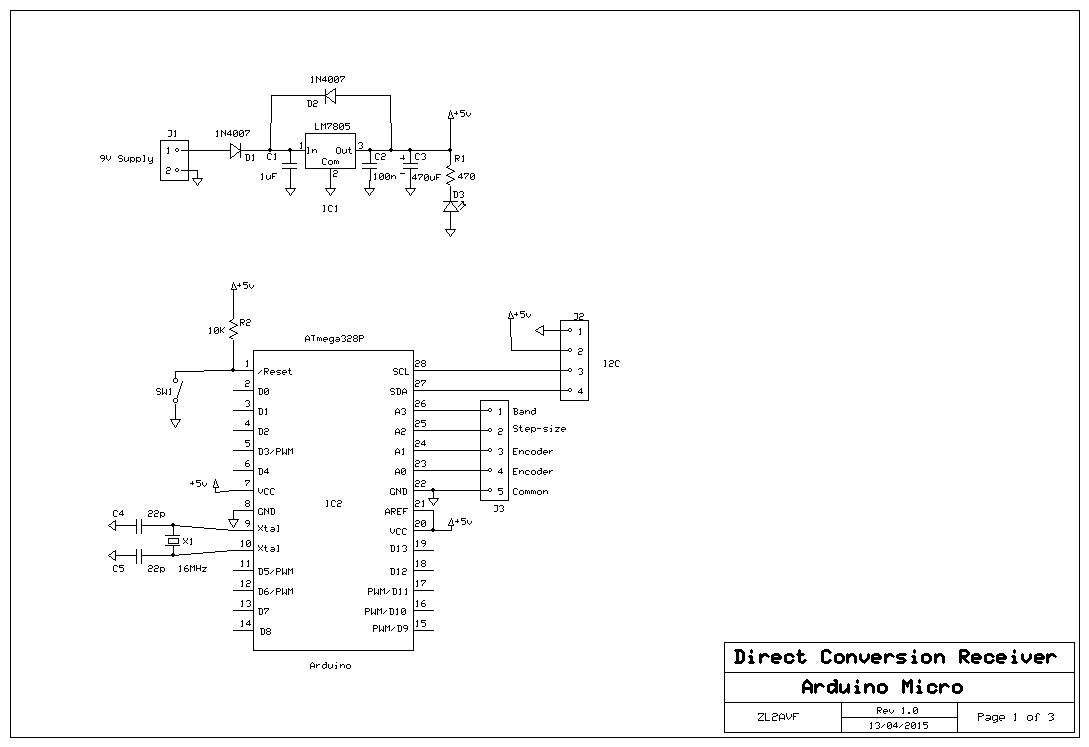 1N4007
D2
+5v
J1
1N4007
LM7805
1
9V Supply
2
D1
C1
1
In
Out
3
Com
2
C2
+
C3
-
R1
1uF
100n
470uF
470
IC1
D3
+5v
R2
10K
ATmega328P
+5v
J2
1
2
3
4
I2C
SW1
1 /Reset
2 D0
3 D1
4 D2
5 D3/PWM
6 D4
+5v
7 VCC
8 GND
9 Xtal
10 Xtal
11 D5/PWM
12 D6/PWM
13 D7
14 D8
IC2
SCL 28
SDA 27
A3 26
A2 25
A1 24
A0 23
GND 22
AREF 21
VCC 20
+5v
D13 19
D12 18
PWM/D11 17
PWM/D10 16
PWM/D9 15
1 Band
2 Step-size
3 Encoder
4 Encoder
5 Common
J3
C4
22p
X1
C5
22p
16MHz
Arduino
Direct Conversion Receiver
Arduino Micro
ZL2AVF
Rev 1.0
13/04/2015
Page 1 of 3